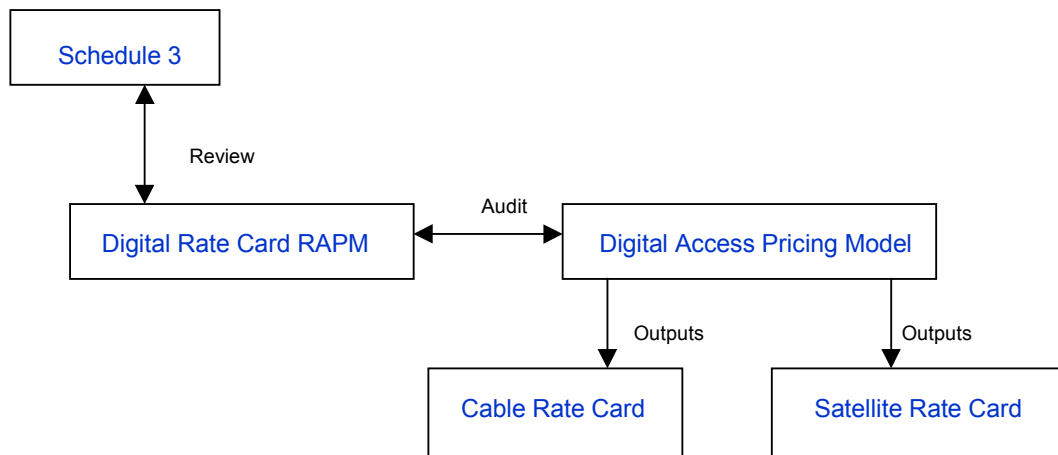 Schedule 3
Review
Audit
Digital Rate Card RAPM
Digital Access Pricing Model
Outputs
Outputs
Cable Rate Card
Satellite Rate Card